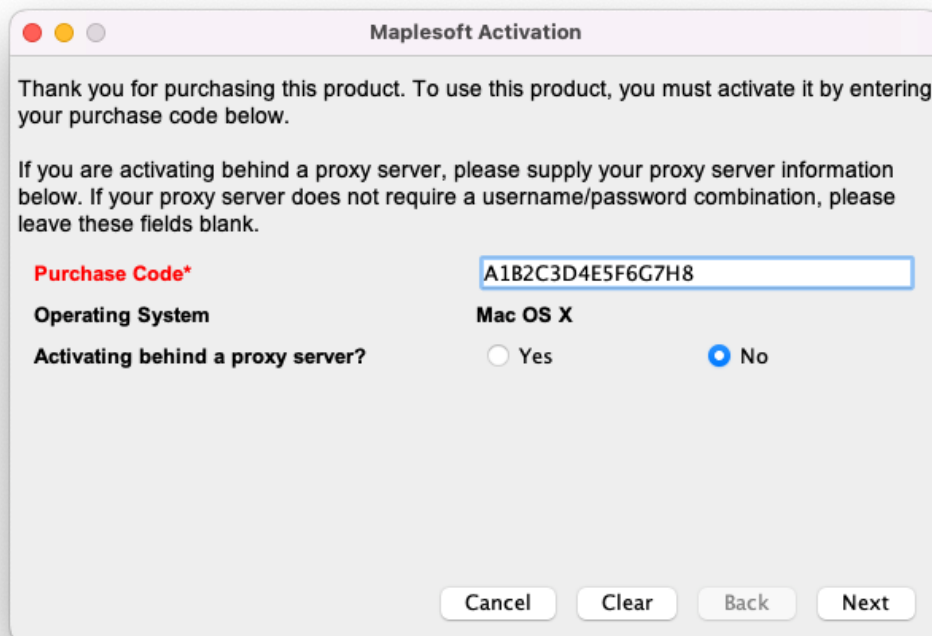 Maplesoft Activation
Thank you for purchasing this product. To use this product, you must activate it by entering
your purchase code below.
If you are activating behind a proxy server, please supply your proxy server information
below. If your proxy server does not require a username/password combination, please
leave these fields blank.
Purchase Code* A1B2C3D4E5F6G7H8
Operating System Mac OS X
Activating behind a proxy server? Yes No
Cancel Clear Back Next